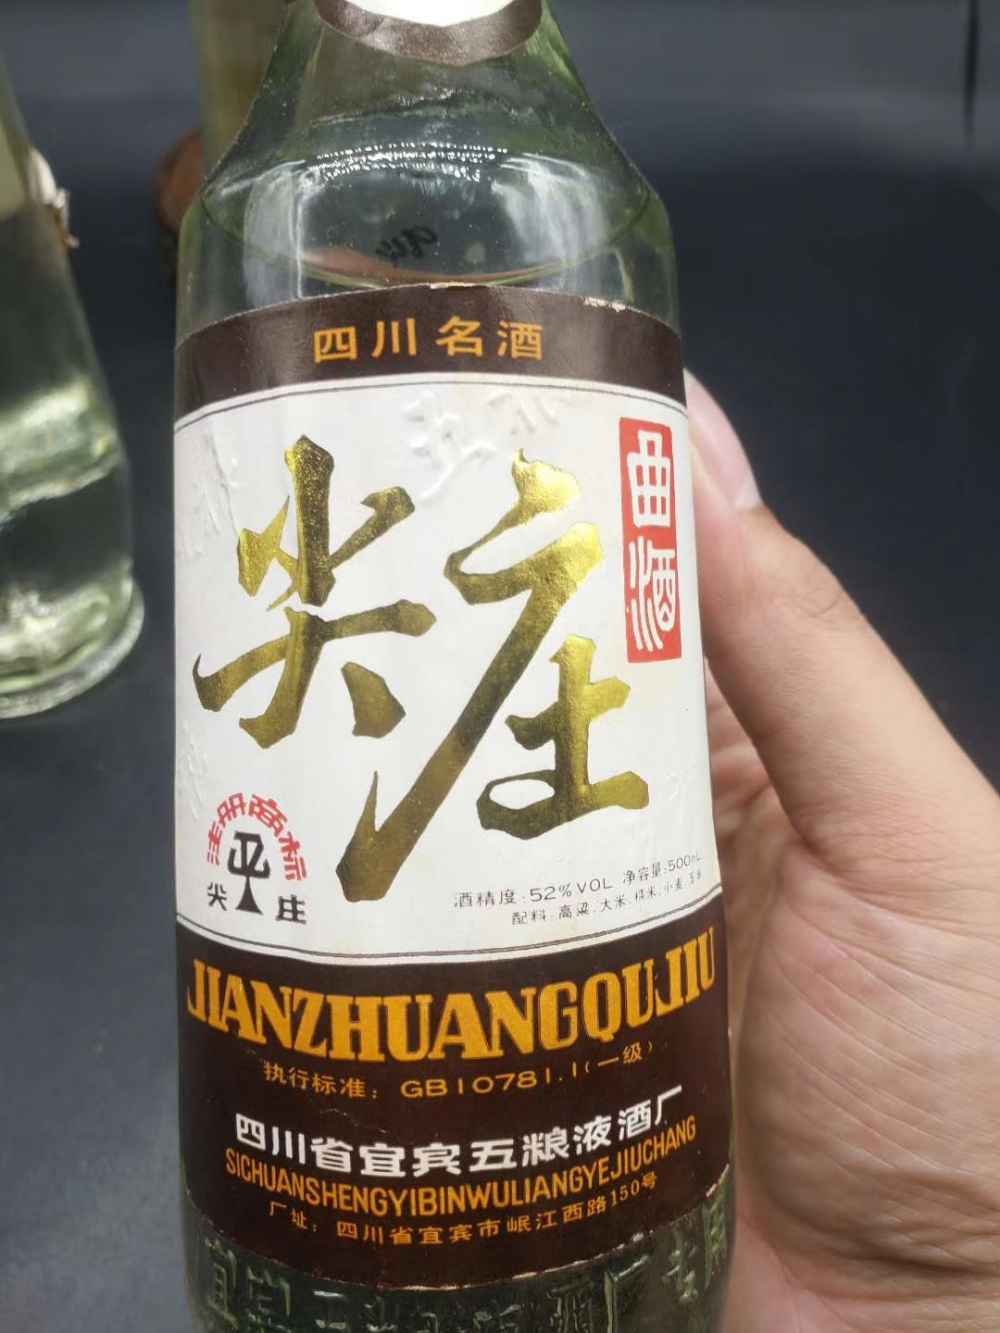 四川名酒
尖庄
曲酒
注册商标
尖庄
酒精度:52%VOL 净容量:500mL
配料:高粱.大米.糯米.小麦.玉米
JIANZHUANGQUJIU
执行标准：GB10781.1(一级)
四川省宜宾五粮液酒厂
SICHUANSHENGYIBINWULIANGYEJIUCHANG
厂址：四川省宜宾市岷江西路150号